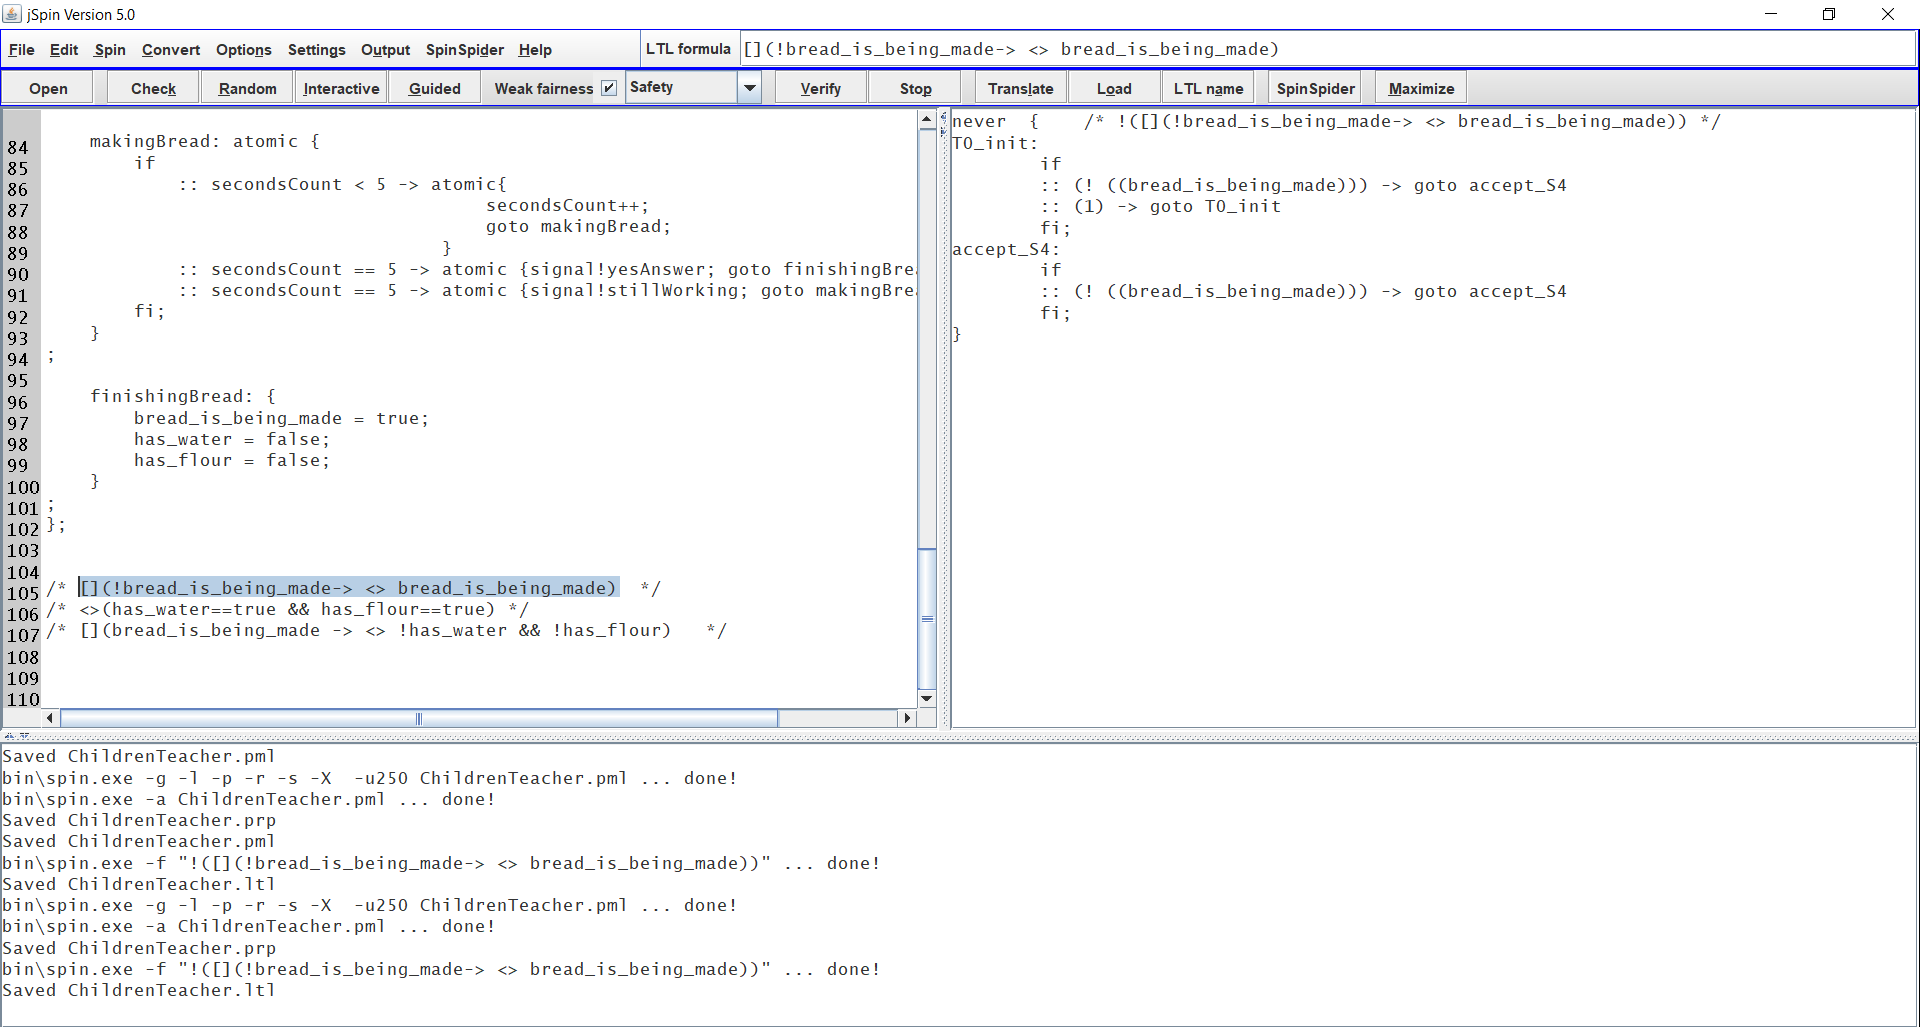 jSpin Version 5.0
File Edit Spin Convert Options Settings Output SpinSpider Help LTL formula [](!bread_is_being_made-> <> bread_is_being_made)
Open Check Random Interactive Guided Weak fairness Safety Verify Stop Translate Load LTL name SpinSpider Maximize
84 makingBread: atomic {
85 if
86 :: secondsCount < 5 -> atomic{
87 secondsCount++;
88 goto makingBread;
89 }
90 :: secondsCount == 5 -> atomic {signal!yesAnswer; goto finishingBre
91 :: secondsCount == 5 -> atomic {signal!stillWorking; goto makingBre
92 fi;
93 }
94 ;
95
96 finishingBread: {
97 bread_is_being_made = true;
98 has_water = false;
99 has_flour = false;
100 }
101 ;
102 };
103
104
105 /* [](!bread_is_being_made-> <> bread_is_being_made) */
106 /* <>(has_water==true && has_flour==true) */
107 /* [](bread_is_being_made -> <> !has_water && !has_flour) */
108
109
110
never { /* !([](!bread_is_being_made-> <> bread_is_being_made)) */
T0_init:
if
:: (! ((bread_is_being_made))) -> goto accept_S4
:: (1) -> goto T0_init
fi;
accept_S4:
if
:: (! ((bread_is_being_made))) -> goto accept_S4
fi;
}
Saved ChildrenTeacher.pml
bin\spin.exe -g -l -p -r -s -X -u250 ChildrenTeacher.pml ... done!
bin\spin.exe -a ChildrenTeacher.pml ... done!
Saved ChildrenTeacher.prp
Saved ChildrenTeacher.pml
bin\spin.exe -f "!([](!bread_is_being_made-> <> bread_is_being_made))" ... done!
Saved ChildrenTeacher.ltl
bin\spin.exe -g -l -p -r -s -X -u250 ChildrenTeacher.pml ... done!
bin\spin.exe -a ChildrenTeacher.pml ... done!
Saved ChildrenTeacher.prp
bin\spin.exe -f "!([](!bread_is_being_made-> <> bread_is_being_made))" ... done!
Saved ChildrenTeacher.ltl